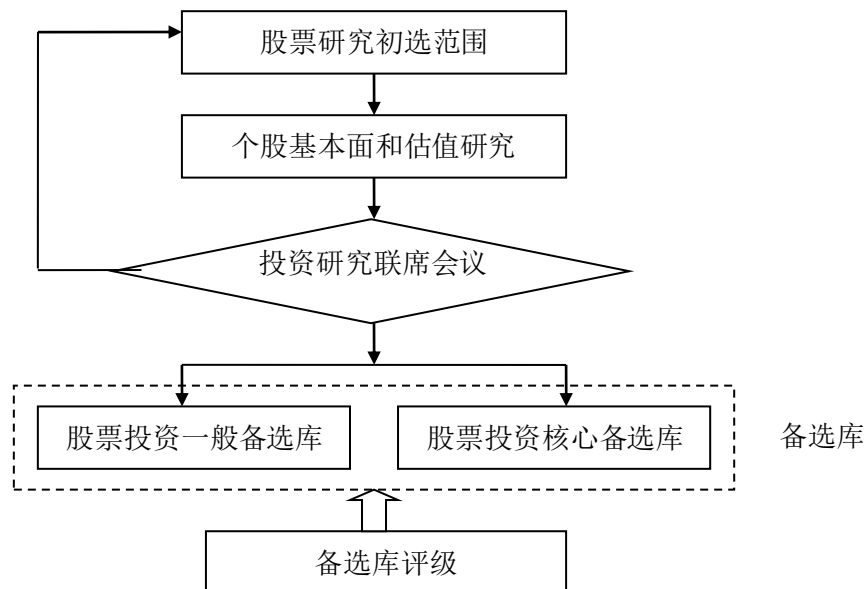 股票研究初选范围
个股基本面和估值研究
投资研究联席会议
股票投资一般备选库
股票投资核心备选库
备选库
备选库评级